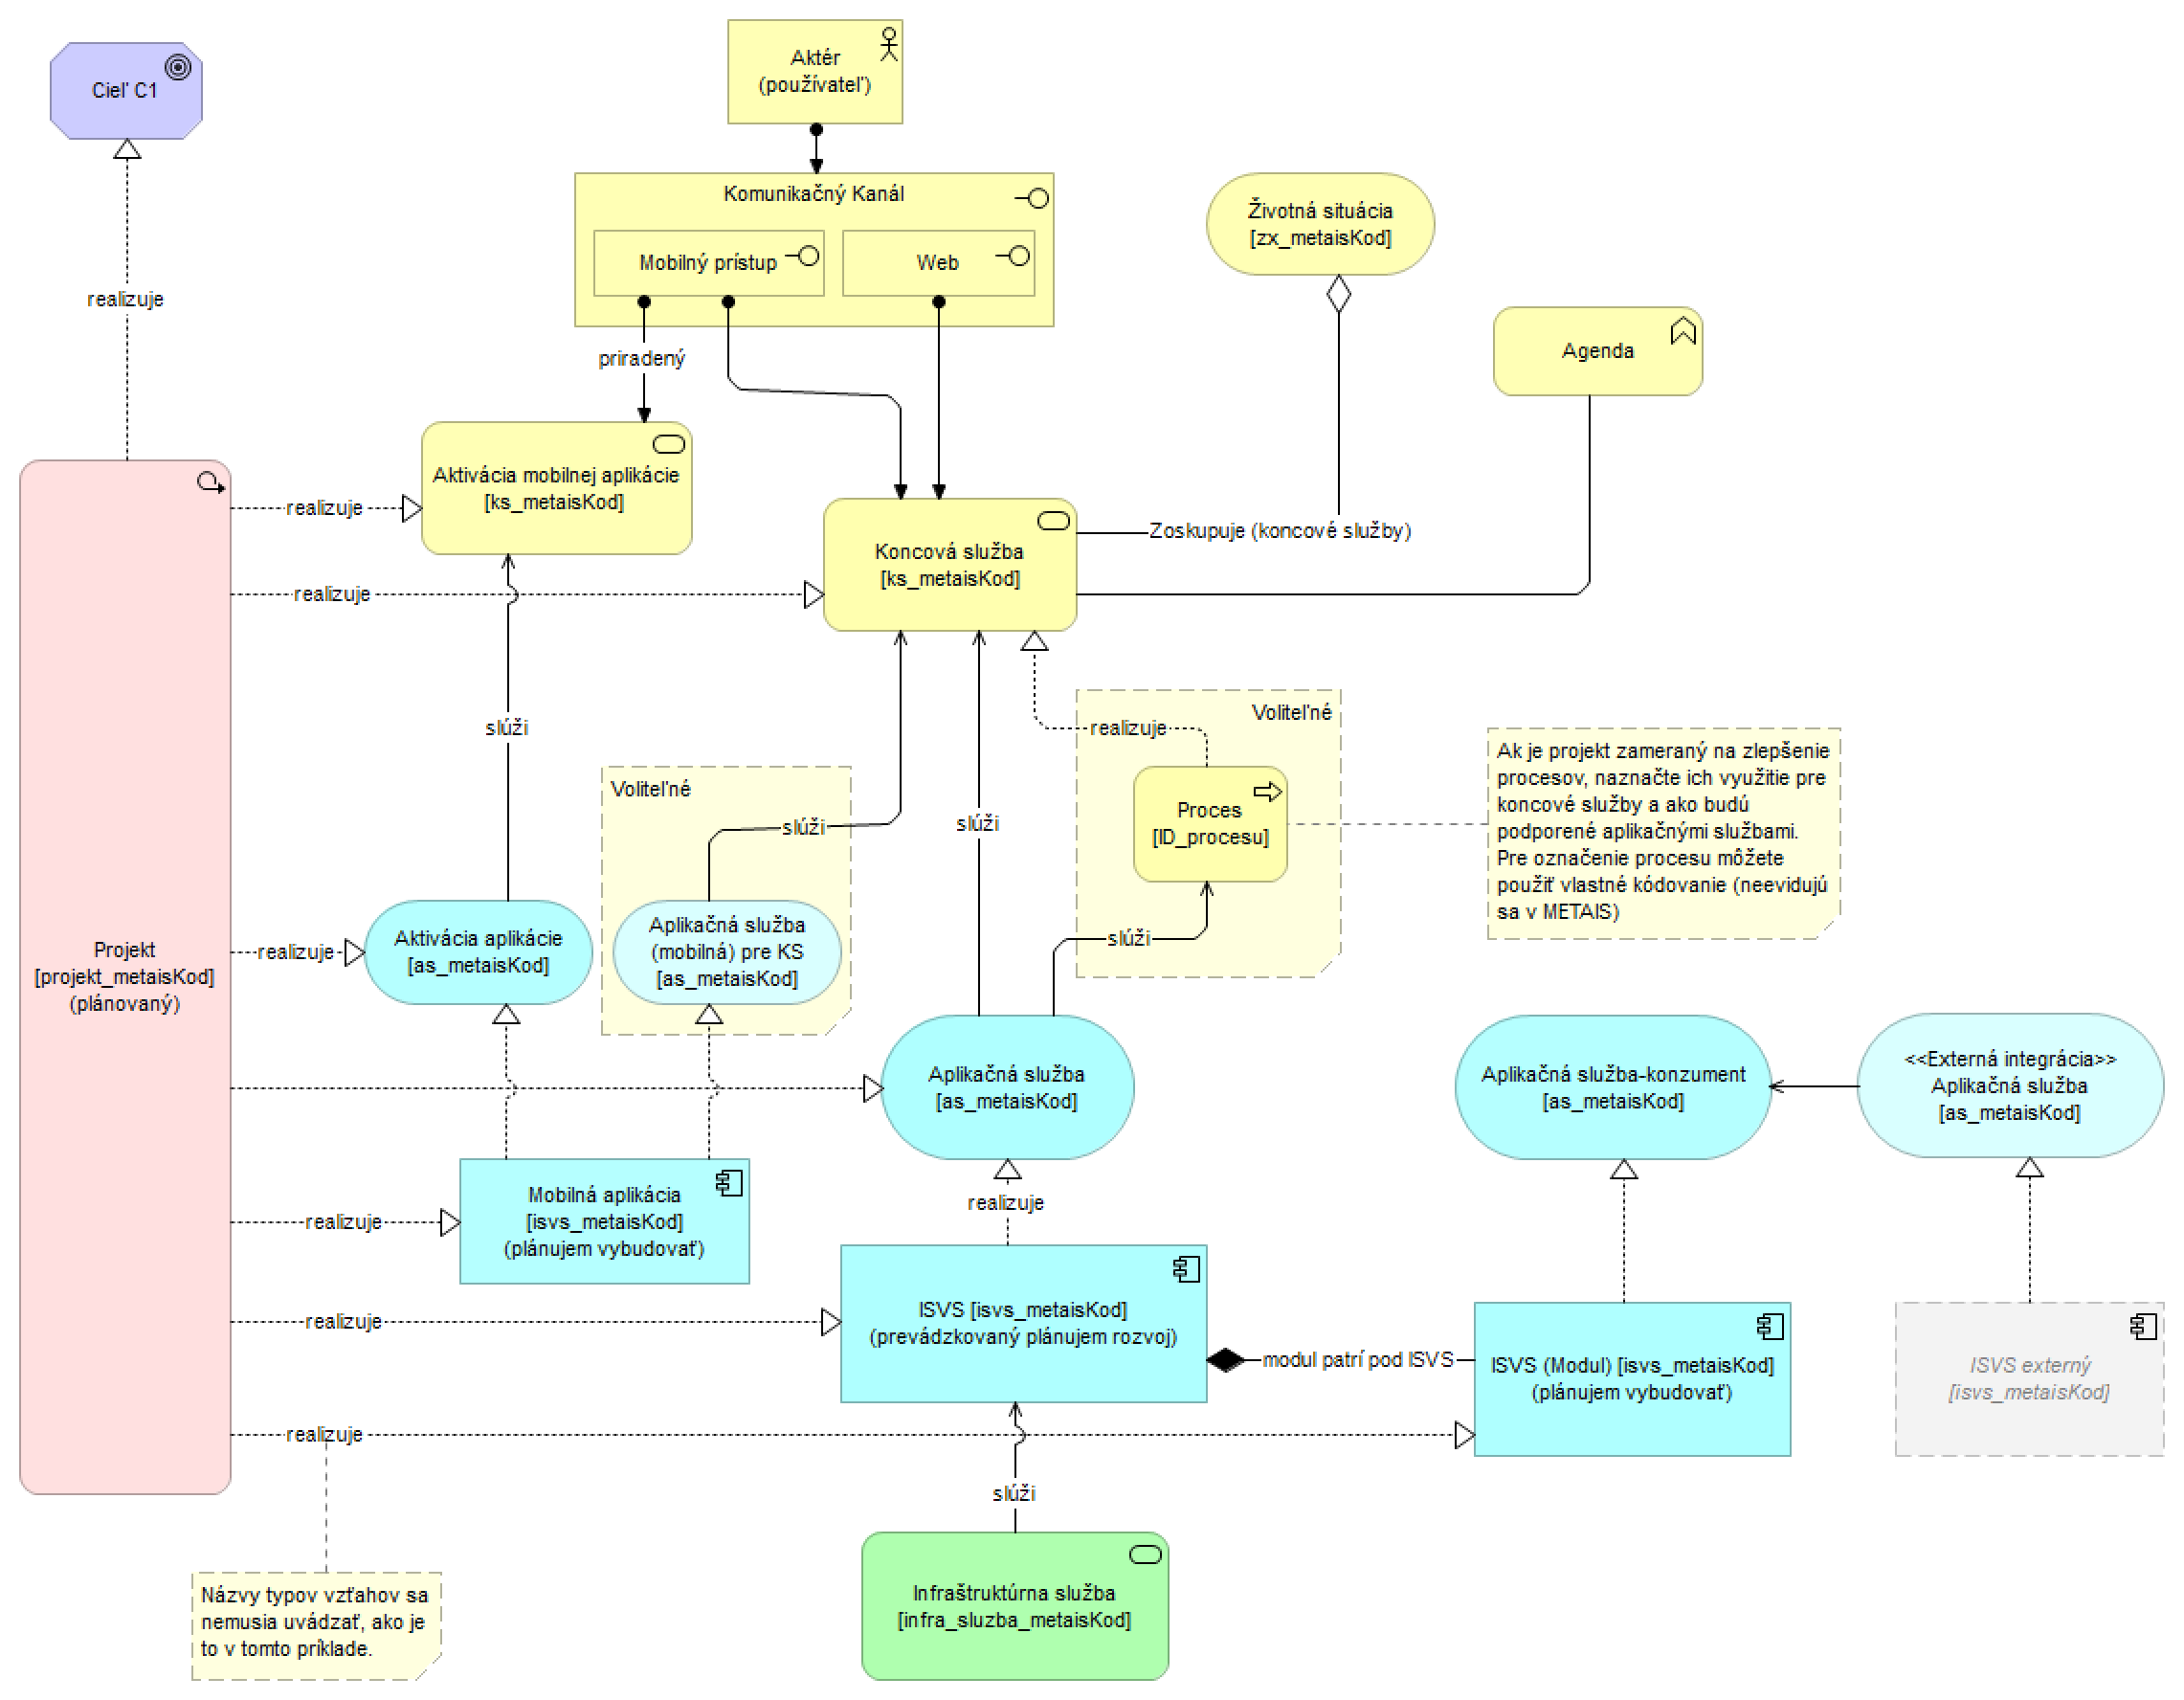 Aktér
(používateľ)
Cieľ C1
Komunikačný Kanál
Mobilný prístup
Web
Životná situácia
[zx_metaisKod]
realizuje
priradený
Agenda
Aktivácia mobilnej aplikácie
[ks_metaisKod]
realizuje
Zoskupuje (koncové služby)
Koncová služba
[ks_metaisKod]
realizuje
slúži
Voliteľné
realizuje
Voliteľné
slúži
slúži
Proces
[ID_procesu]
Ak je projekt zameraný na zlepšenie
procesov, naznačte ich využitie pre
koncové služby a ako budú
podporené aplikačnými službami.
Pre označenie procesu môžete
použiť vlastné kódovanie (neevidujú
sa v METAIS)
Projekt
[projekt_metaisKod]
(plánovaný)
realizuje
Aktivácia aplikácie
[as_metaisKod]
Aplikačná služba
(mobilná) pre KS
[as_metaisKod]
slúži
Aplikačná služba
[as_metaisKod]
Aplikačná služba-konzument
[as_metaisKod]
<<Externá integrácia>>
Aplikačná služba
[as_metaisKod]
realizuje
Mobilná aplikácia
[isvs_metaisKod]
(plánujem vybudovať)
realizuje
realizuje
ISVS [isvs_metaisKod]
(prevádzkovaný plánujem rozvoj)
modul patrí pod ISVS
ISVS (Modul) [isvs_metaisKod]
(plánujem vybudovať)
ISVS externý
[isvs_metaisKod]
realizuje
slúži
Názvy typov vzťahov sa
nemusia uvádzať, ako je
to v tomto príklade.
Infraštruktúrna služba
[infra_sluzba_metaisKod]